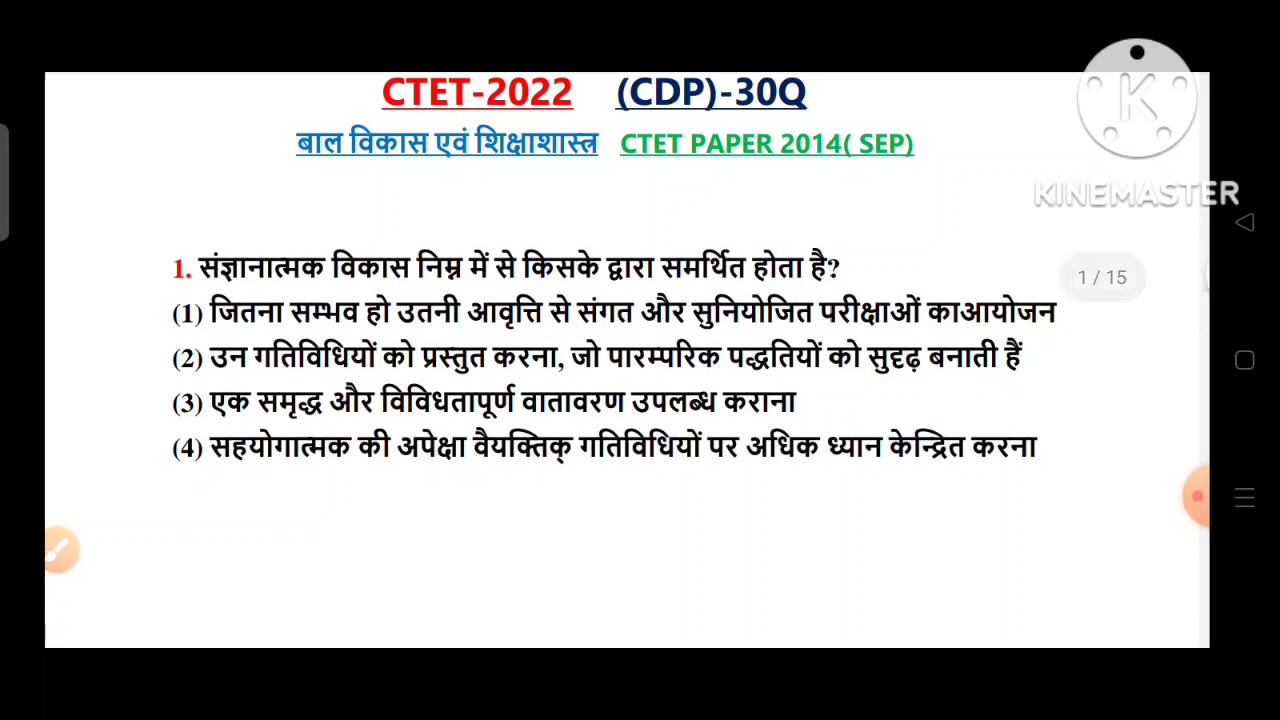 CTET-2022 (CDP)-30Q
बाल विकास एवं शिक्षाशास्त्र CTET PAPER 2014( SEP)
K
KINEMASTER
1. संज्ञानात्मक विकास निम्न में से किसके द्वारा समर्थित होता है?
1 / 15
(1) जितना सम्भव हो उतनी आवृत्ति से संगत और सुनियोजित परीक्षाओं काआयोजन
(2) उन गतिविधियों को प्रस्तुत करना, जो पारम्परिक पद्धतियों को सुदृढ़ बनाती हैं
(3) एक समृद्ध और विविधतापूर्ण वातावरण उपलब्ध कराना
(4) सहयोगात्मक की अपेक्षा वैयक्तिक् गतिविधियों पर अधिक ध्यान केन्द्रित करना